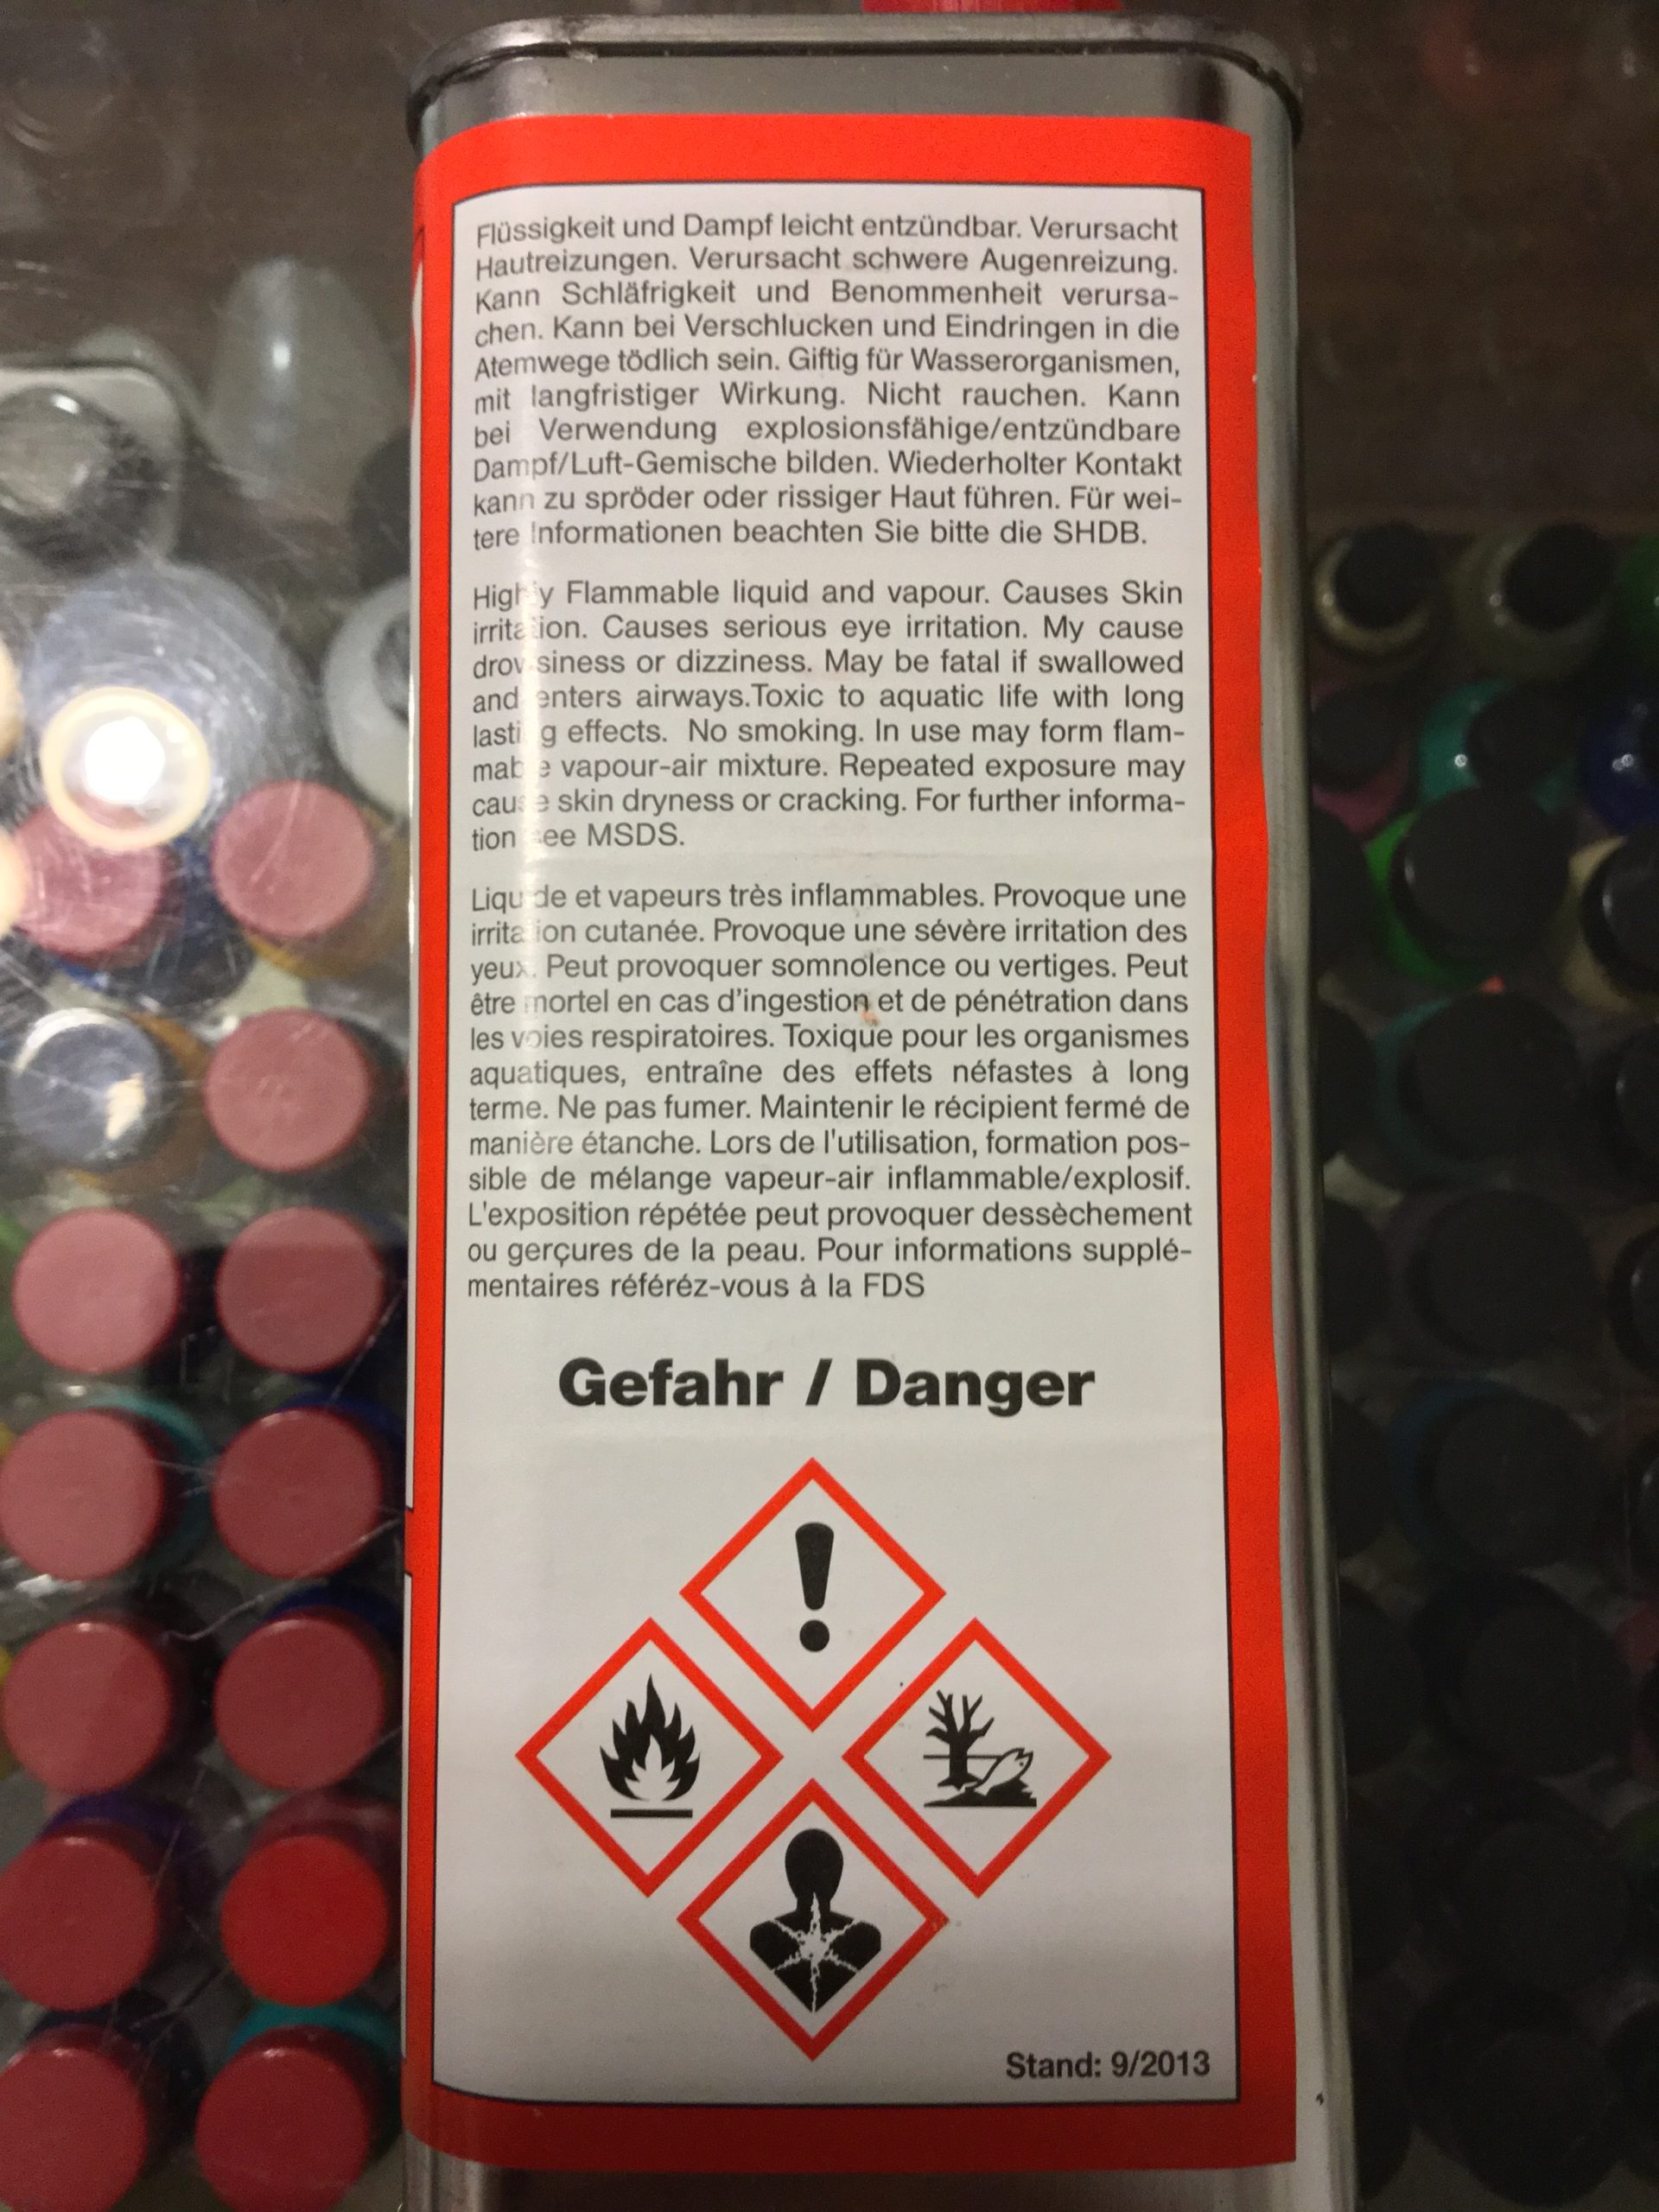 Flüssigkeit und Dampf leicht entzündbar. Verursacht
Hautreizungen. Verursacht schwere Augenreizung.
Kann Schläfrigkeit und Benommenheit verursa-
chen. Kann bei Verschlucken und Eindringen in die
Atemwege tödlich sein. Giftig für Wasserorganismen,
mit langfristiger Wirkung. Nicht rauchen. Kann
bei Verwendung explosionsfähige/entzündbare
Dampf/Luft-Gemische bilden. Wiederholter Kontakt
kann zu spröder oder rissiger Haut führen. Für wei-
tere Informationen beachten Sie bitte die SHDB.
Highly Flammable liquid and vapour. Causes Skin
irritation. Causes serious eye irritation. My cause
drowsiness or dizziness. May be fatal if swallowed
and enters airways.Toxic to aquatic life with long
lasting effects. No smoking. In use may form flam-
mable vapour-air mixture. Repeated exposure may
cause skin dryness or cracking. For further informa-
tion see MSDS.
Liquide et vapeurs très inflammables. Provoque une
irritation cutanée. Provoque une sévère irritation des
yeux. Peut provoquer somnolence ou vertiges. Peut
être mortel en cas d'ingestion et de pénétration dans
les voies respiratoires. Toxique pour les organismes
aquatiques, entraîne des effets néfastes à long
terme. Ne pas fumer. Maintenir le récipient fermé de
manière étanche. Lors de l'utilisation, formation pos-
sible de mélange vapeur-air inflammable/explosif.
L'exposition répétée peut provoquer dessèchement
ou gerçures de la peau. Pour informations supplé-
mentaires référéz-vous à la FDS
Gefahr / Danger
Stand: 9/2013